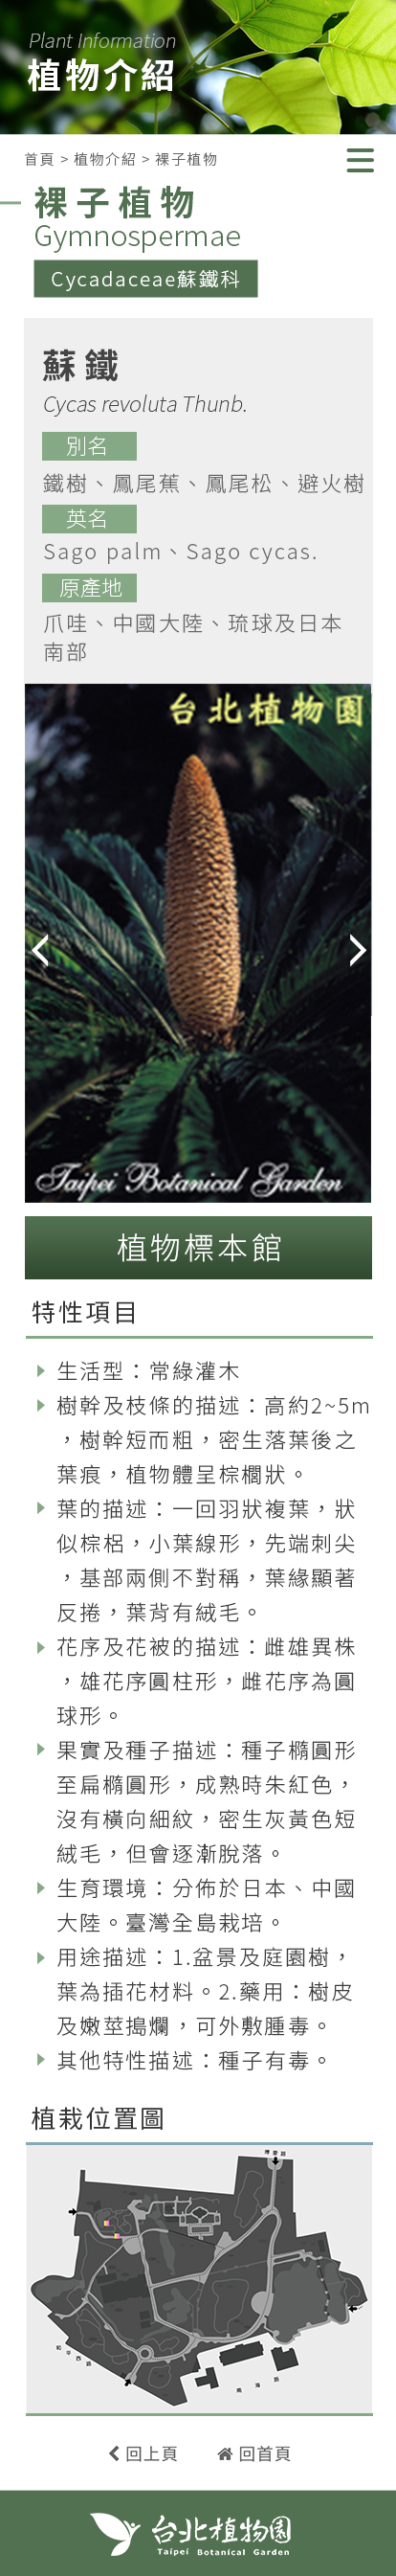 Plant Information
植物介紹
首頁 > 植物介紹 > 裸子植物
裸子植物
Gymnospermae
Cycadaceae蘇鐵科
蘇鐵
Cycas revoluta Thunb.
別名
鐵樹、鳳尾蕉、鳳尾松、避火樹
英名
Sago palm、Sago cycas.
原產地
爪哇、中國大陸、琉球及日本
南部
台北植物園
Taipei Botanical Garden
植物標本館
特性項目
生活型：常綠灌木
樹幹及枝條的描述：高約2~5m
，樹幹短而粗，密生落葉後之
葉痕，植物體呈棕櫚狀。
葉的描述：一回羽狀複葉，狀
似棕梠，小葉線形，先端刺尖
，基部兩側不對稱，葉緣顯著
反捲，葉背有絨毛。
花序及花被的描述：雌雄異株
，雄花序圓柱形，雌花序為圓
球形。
果實及種子描述：種子橢圓形
至扁橢圓形，成熟時朱紅色，
沒有橫向細紋，密生灰黃色短
絨毛，但會逐漸脫落。
生育環境：分佈於日本、中國
大陸。臺灣全島栽培。
用途描述：1.盆景及庭園樹，
葉為插花材料。2.藥用：樹皮
及嫩莖搗爛，可外敷腫毒。
其他特性描述：種子有毒。
植栽位置圖
博愛路
和平西路
南海路
回上頁
回首頁
台北植物園
Taipei Botanical Garden